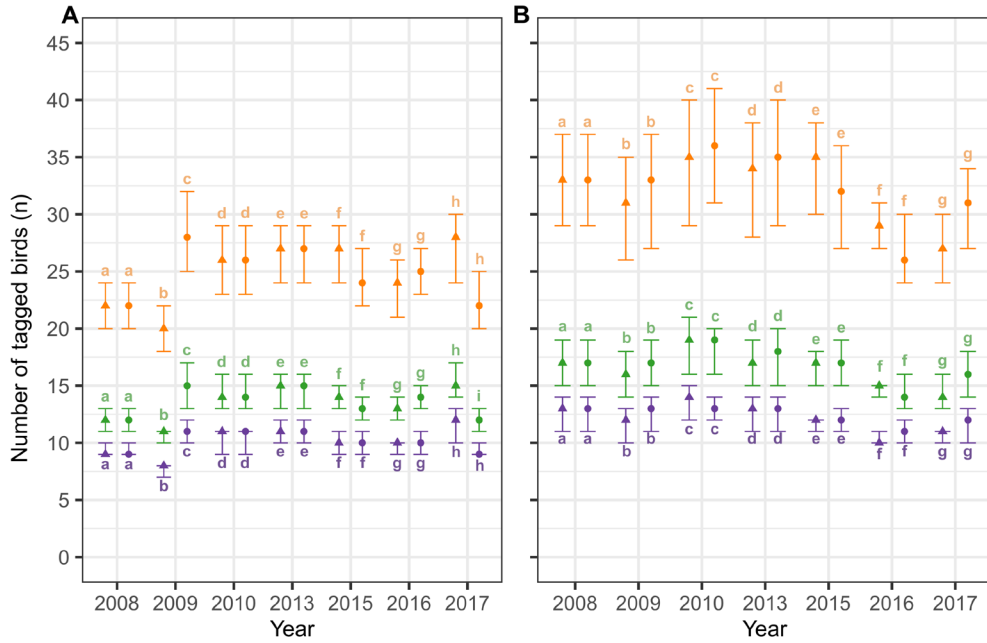 A
B
Number of tagged birds (n)
45
40
35
30
25
20
15
10
5
0
a a b c d d e e f f g g h h
a a b c d d e e f f g g h i
a a b c d d e e f f g g h h
a a b b c c d d e e f f g g
a a b b c c d d e e f f g g
a a b b c c d d e e f f g g
2008 2009 2010 2013 2015 2016 2017
2008 2009 2010 2013 2015 2016 2017
Year
Year